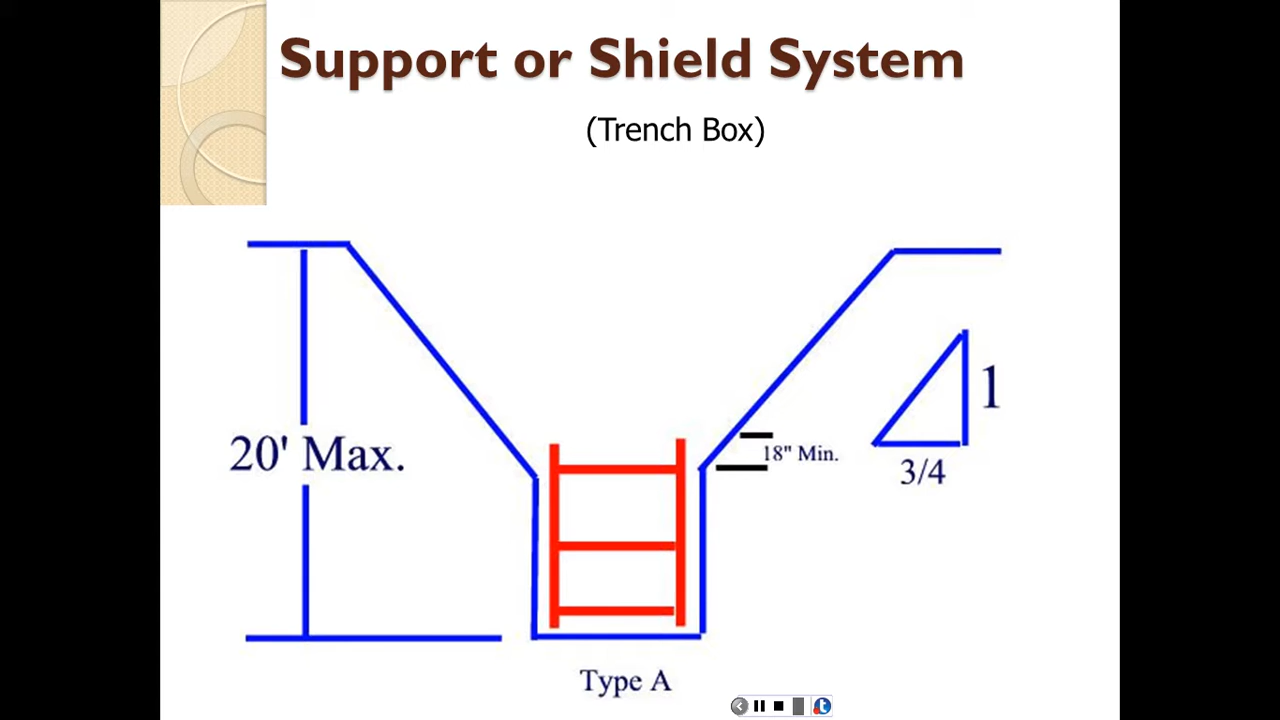 Support or Shield System
(Trench Box)
1
20' Max.
18" Min.
3/4
Type A